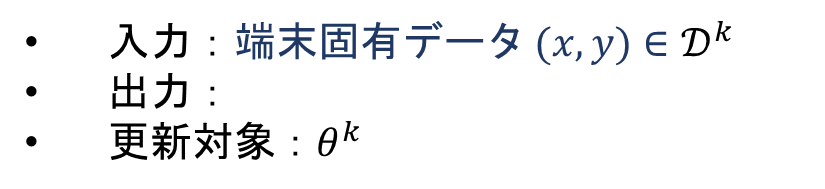 • 入力：端末固有データ (x, y) ∈ 𝒟^k
• 出力：
• 更新対象：θ^k